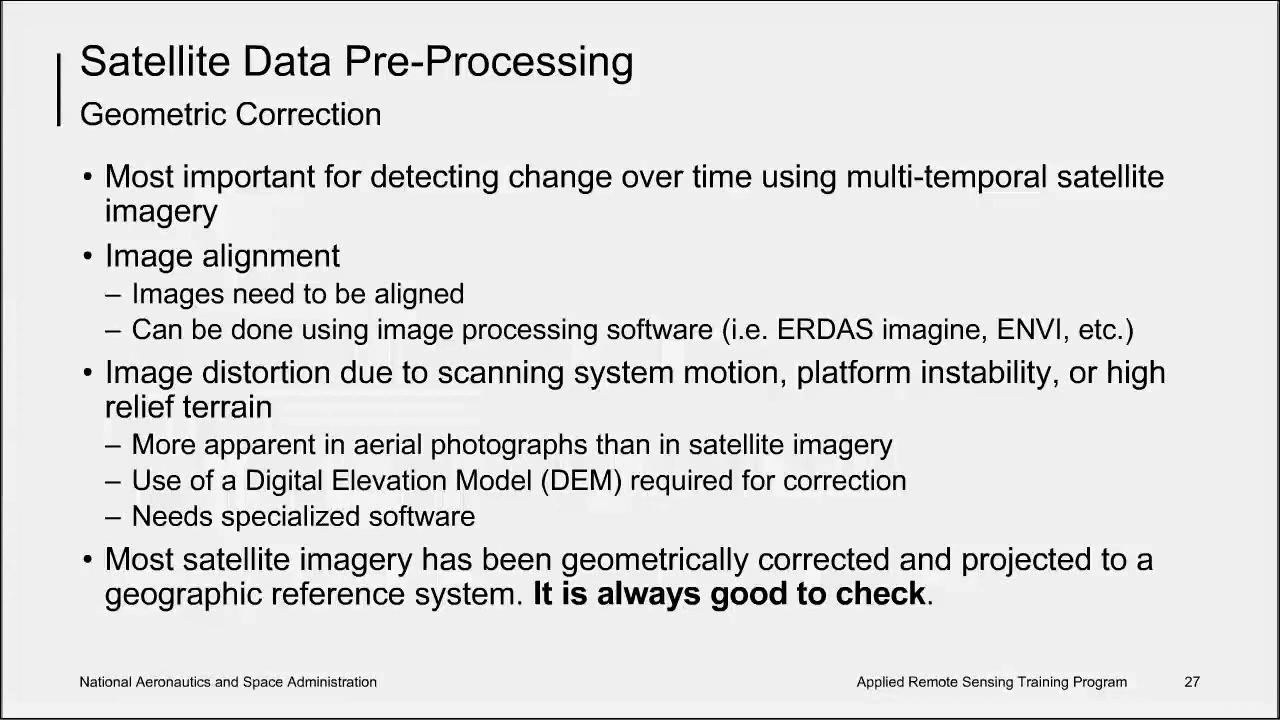 Satellite Data Pre-Processing
Geometric Correction
• Most important for detecting change over time using multi-temporal satellite
imagery
• Image alignment
– Images need to be aligned
– Can be done using image processing software (i.e. ERDAS imagine, ENVI, etc.)
• Image distortion due to scanning system motion, platform instability, or high
relief terrain
– More apparent in aerial photographs than in satellite imagery
– Use of a Digital Elevation Model (DEM) required for correction
– Needs specialized software
• Most satellite imagery has been geometrically corrected and projected to a
geographic reference system. It is always good to check.
National Aeronautics and Space Administration
Applied Remote Sensing Training Program
27